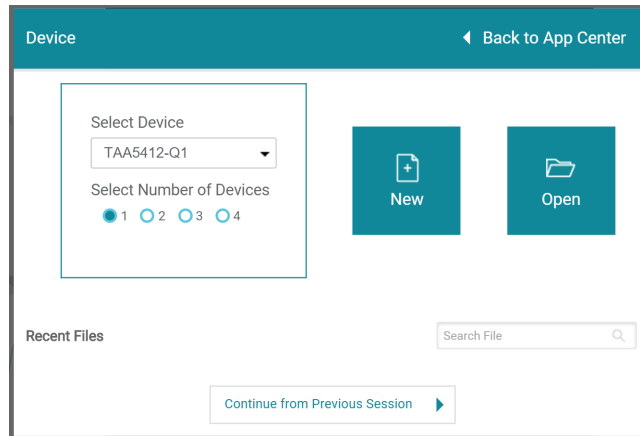 Device
Back to App Center
Select Device
TAA5412-Q1
Select Number of Devices
1 2 3 4
New
Open
Recent Files
Search File
Continue from Previous Session